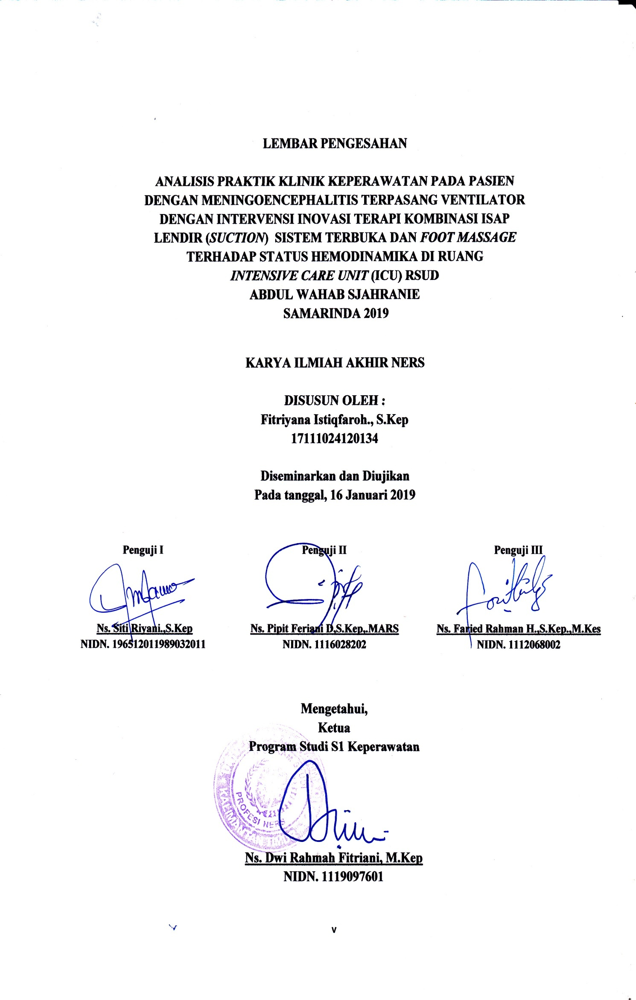 LEMBAR PENGESAHAN
ANALISIS PRAKTIK KLINIK KEPERAWATAN PADA PASIEN
DENGAN MENINGOENCEPHALITIS TERPASANG VENTILATOR
DENGAN INTERVENSI INOVASI TERAPI KOMBINASI ISAP
LENDIR (SUCTION) SISTEM TERBUKA DAN FOOT MASSAGE
TERHADAP STATUS HEMODINAMIKA DI RUANG
INTENSIVE CARE UNIT (ICU) RSUD
ABDUL WAHAB SJAHRANIE
SAMARINDA 2019
KARYA ILMIAH AKHIR NERS
DISUSUN OLEH :
Fitriyana Istiqfaroh., S.Kep
17111024120134
Diseminarkan dan Diujikan
Pada tanggal, 16 Januari 2019
Penguji I Penguji II Penguji III
Ns. Siti Riyani.,S.Kep Ns. Pipit Feriani D,S.Kep,.MARS Ns. Faried Rahman H.,S.Kep.,M.Kes
NIDN. 196512011989032011 NIDN. 1116028202 NIDN. 1112068002
Mengetahui,
Ketua
Program Studi S1 Keperawatan
PROFESI NERS
KALIMANTAN TIMUR
Ns. Dwi Rahmah Fitriani, M.Kep
NIDN. 1119097601
v